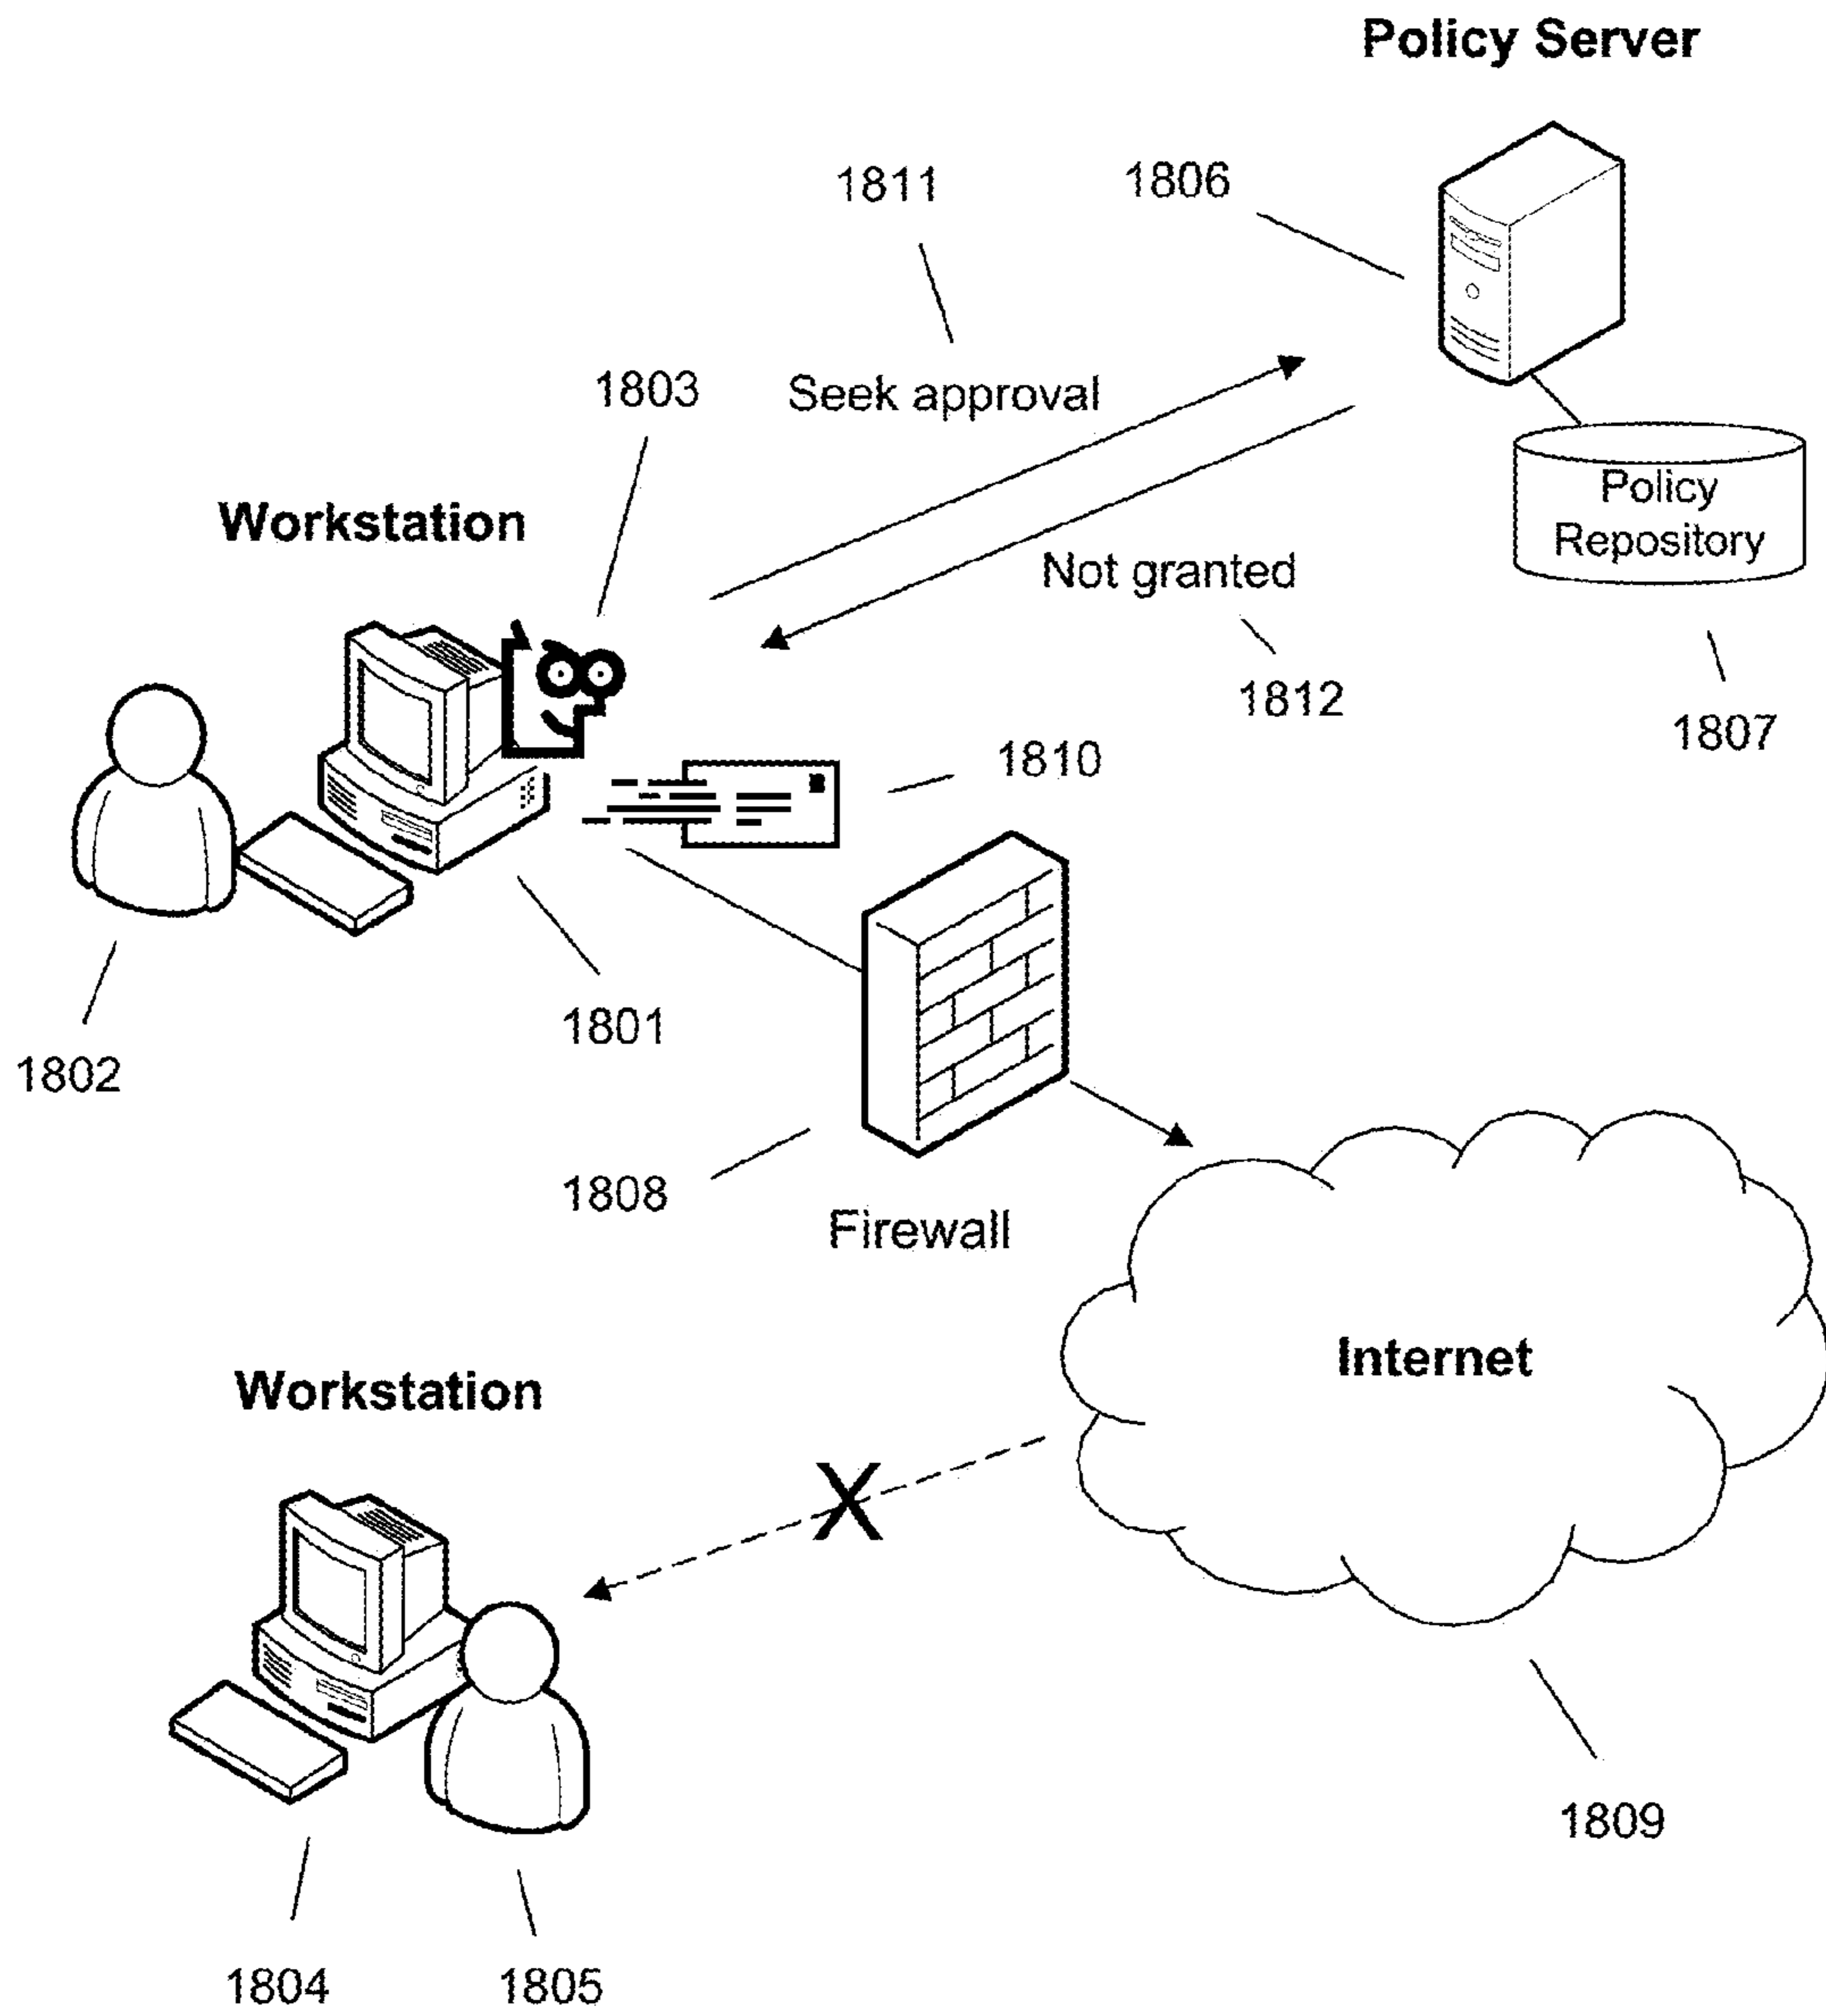 Policy Server
1811
1806
1803
Seek approval
Workstation
Policy
Repository
Not granted
1812
1807
1810
1801
1802
1808
Firewall
Internet
Workstation
X
1809
1804
1805